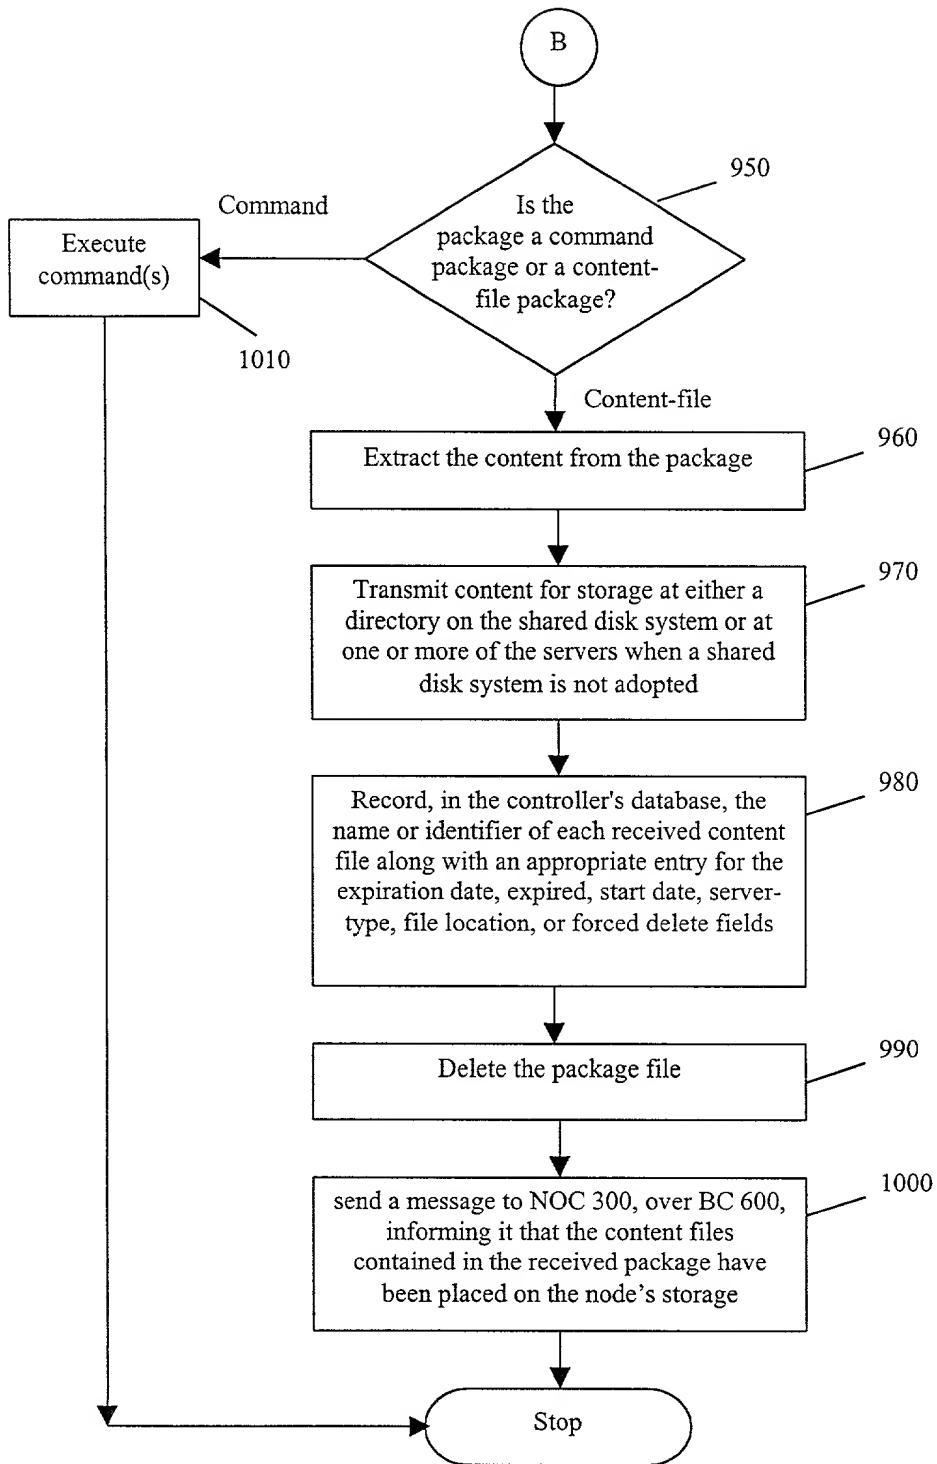 B
950
Is the
package a command
package or a content-
file package?
Command
Execute
command(s)
1010
Content-file
960
Extract the content from the package
970
Transmit content for storage at either a
directory on the shared disk system or at
one or more of the servers when a shared
disk system is not adopted
980
Record, in the controller's database, the
name or identifier of each received content
file along with an appropriate entry for the
expiration date, expired, start date, server-
type, file location, or forced delete fields
990
Delete the package file
1000
send a message to NOC 300, over BC 600,
informing it that the content files
contained in the received package have
been placed on the node's storage
Stop